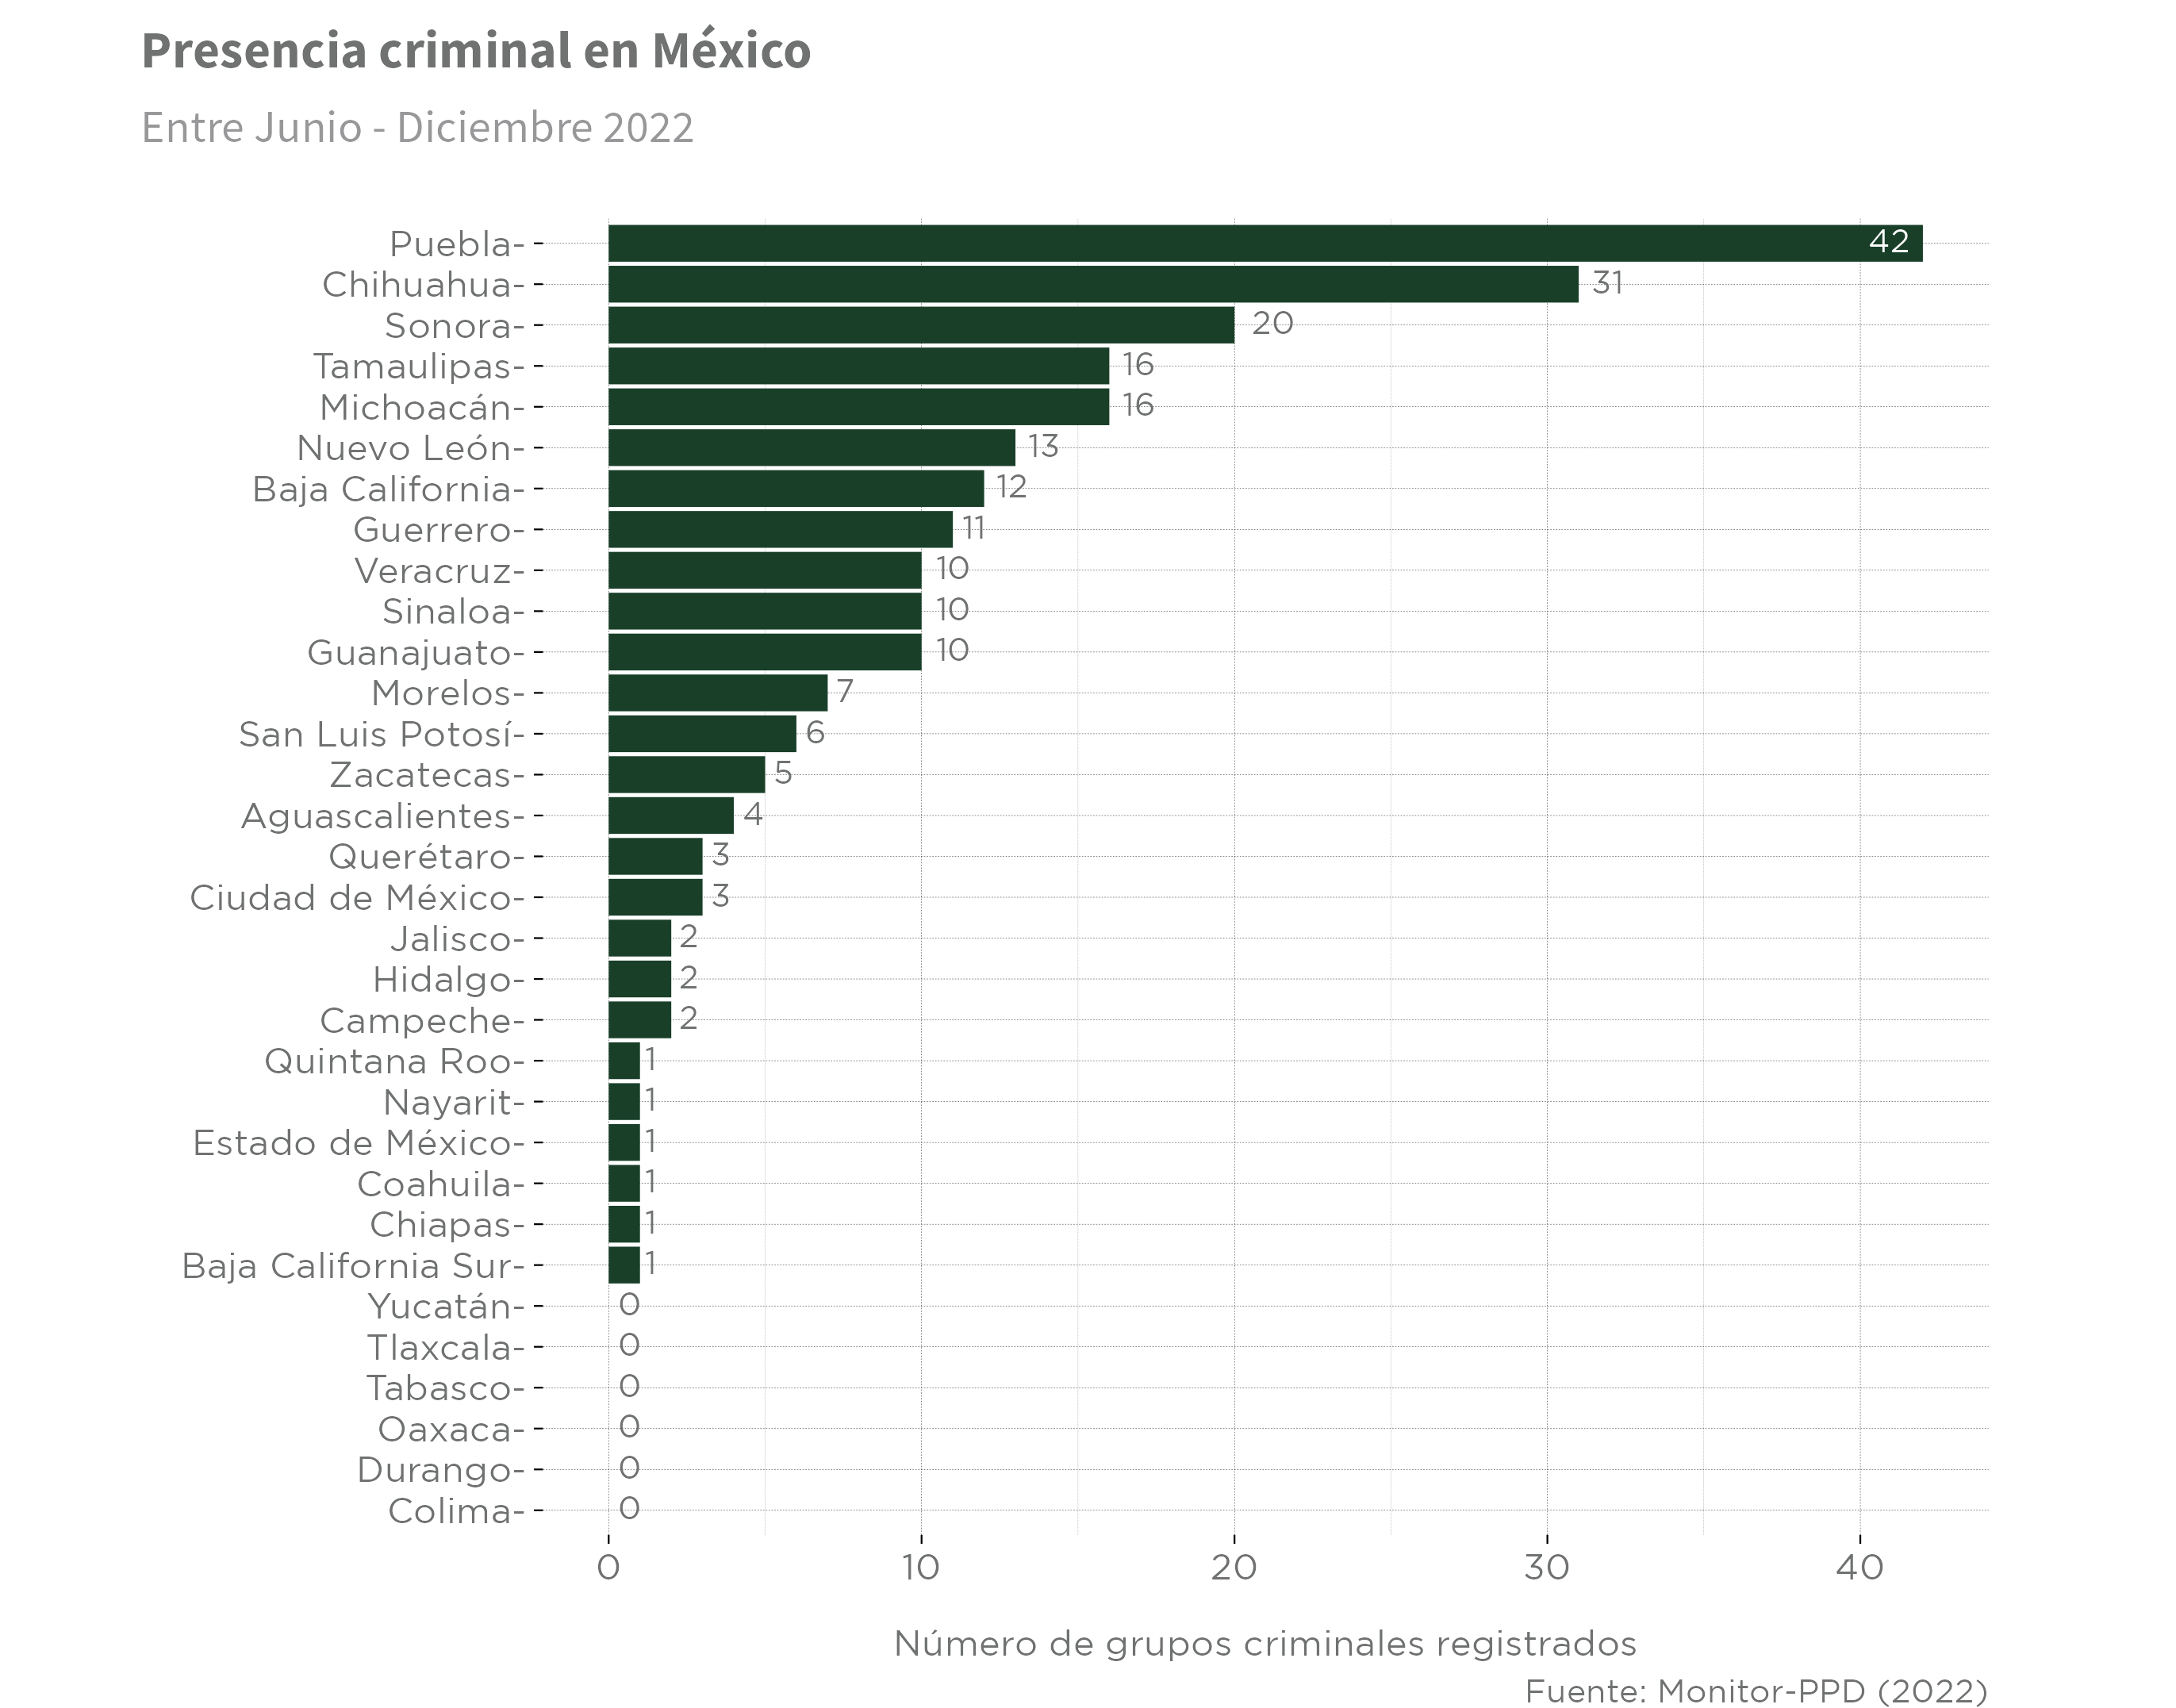 Presencia criminal en México
Entre Junio - Diciembre 2022
Puebla- 42
Chihuahua- 31
Sonora- 20
Tamaulipas- 16
Michoacán- 16
Nuevo León- 13
Baja California- 12
Guerrero- 11
Veracruz- 10
Sinaloa- 10
Guanajuato- 10
Morelos- 7
San Luis Potosí- 6
Zacatecas- 5
Aguascalientes- 4
Querétaro- 3
Ciudad de México- 3
Jalisco- 2
Hidalgo- 2
Campeche- 2
Quintana Roo- 1
Nayarit- 1
Estado de México- 1
Coahuila- 1
Chiapas- 1
Baja California Sur- 1
Yucatán- 0
Tlaxcala- 0
Tabasco- 0
Oaxaca- 0
Durango- 0
Colima- 0
0 10 20 30 40
Número de grupos criminales registrados
Fuente: Monitor-PPD (2022)